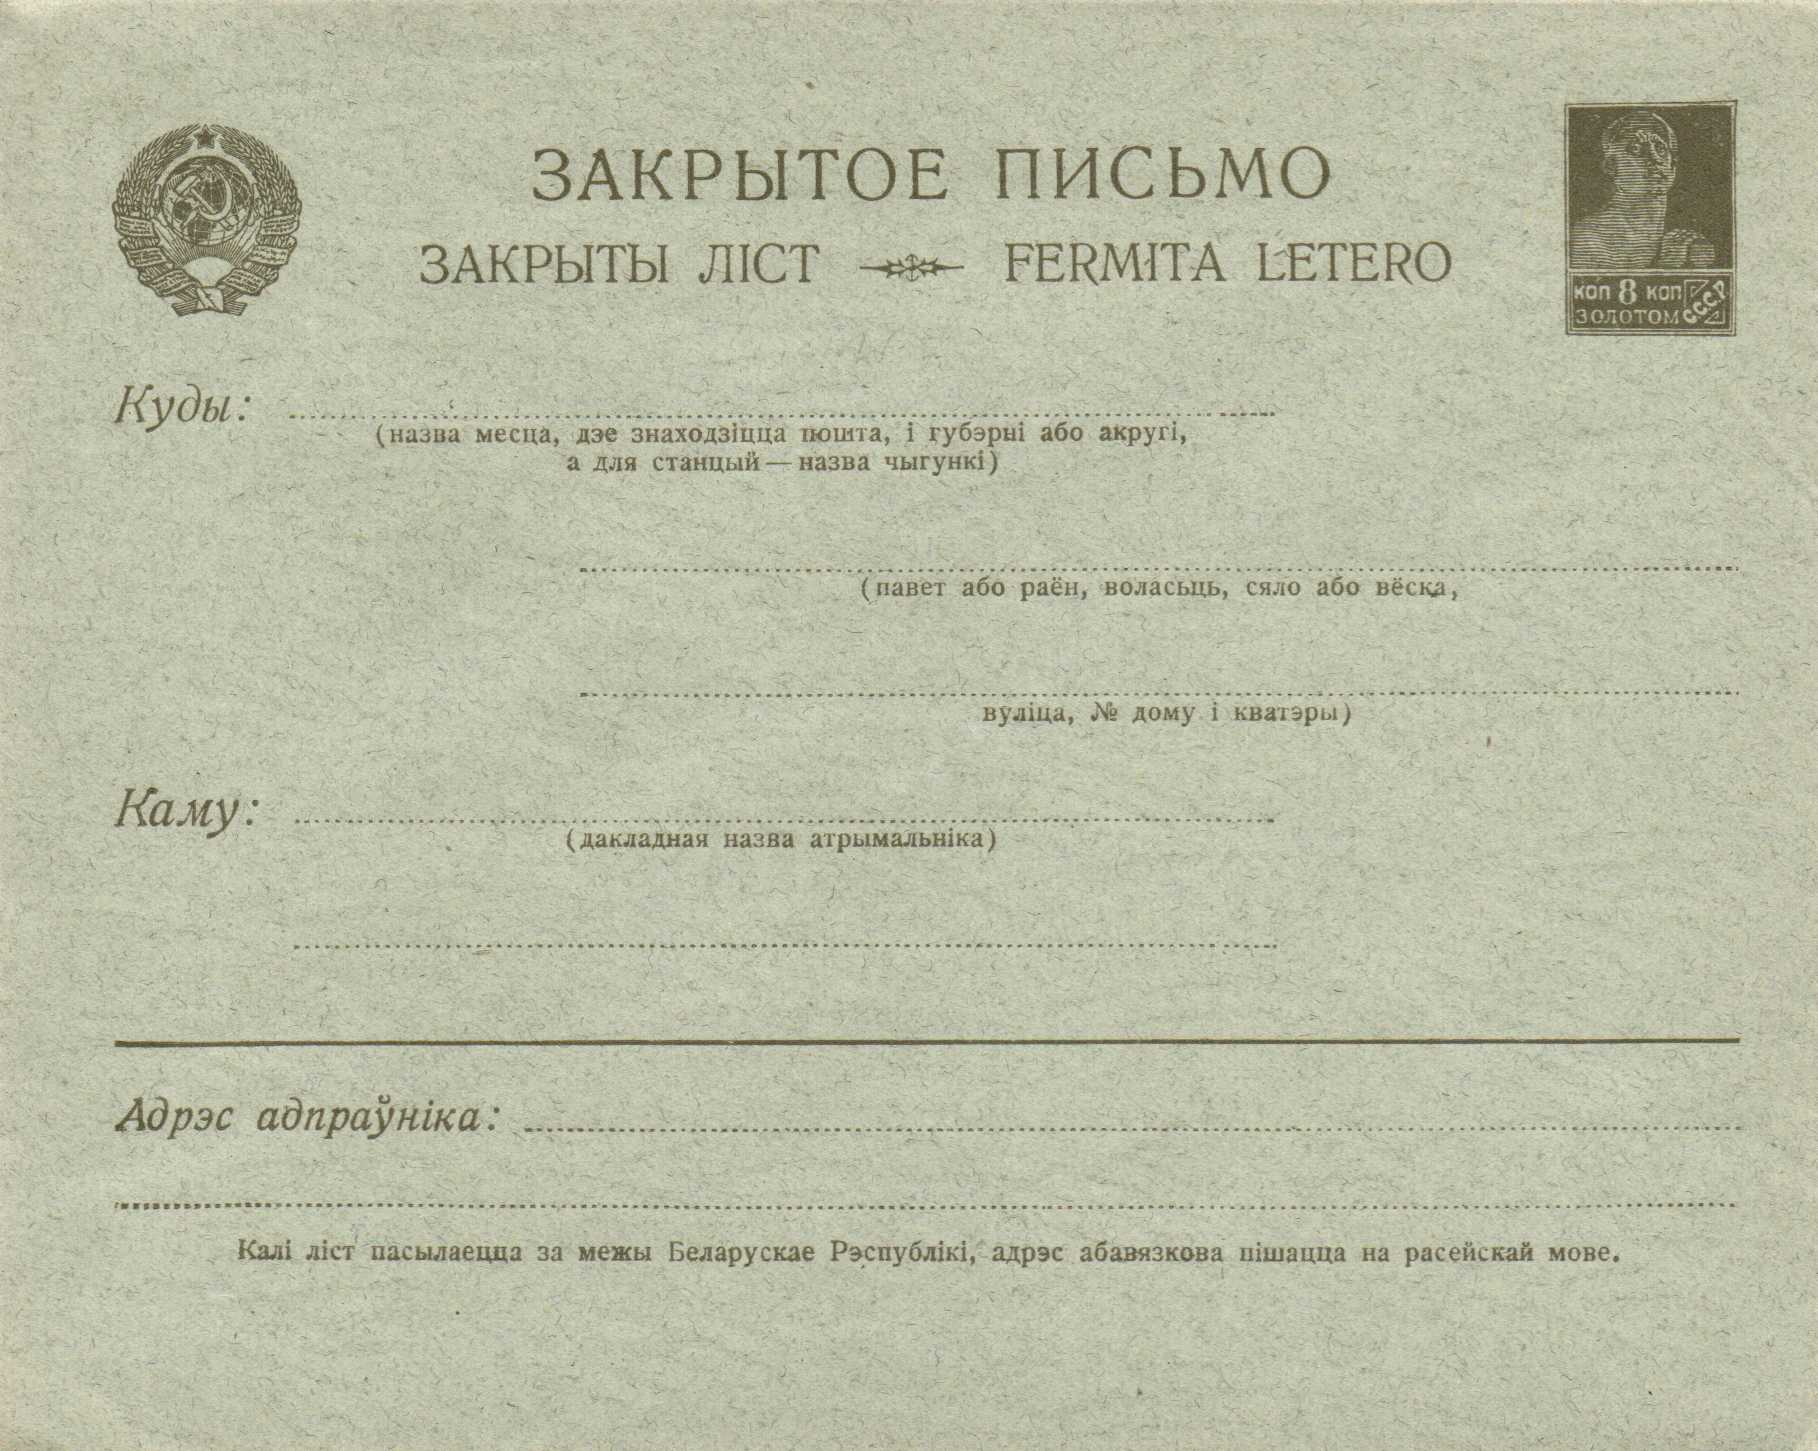 ЗАКРЫТОЕ ПИСЬМО
ЗАКРЫТЫ ЛІСТ FERMITA LETERO
КОП 8 КОП
ЗОЛОТОМ СССР
Куды:
(назва месца, дзе знаходзіцца пошта, і губэрні або акругі,
а для станцый — назва чыгункі)
(павет або раён, воласьць, сяло або вёска,
вуліца, № дому і кватэры)
Каму:
(дакладная назва атрымальніка)
Адрэс адпраўніка:
Калі ліст пасылаецца за межы Беларускае Рэспублікі, адрэс абавязкова пішацца на расейскай мове.